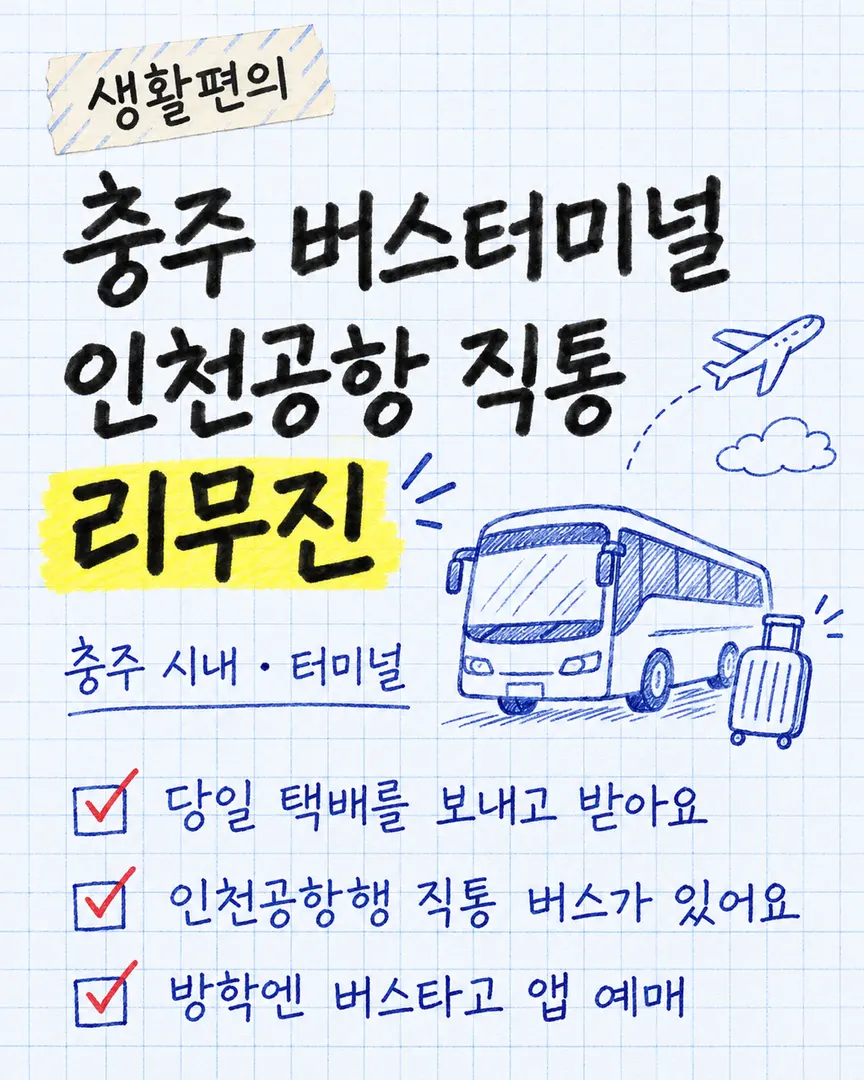 생활편의
충주 버스터미널
인천공항 직통
리무진
충주 시내 • 터미널
당일 택배를 보내고 받아요
인천공항행 직통 버스가 있어요
방학엔 버스타고 앱 예매